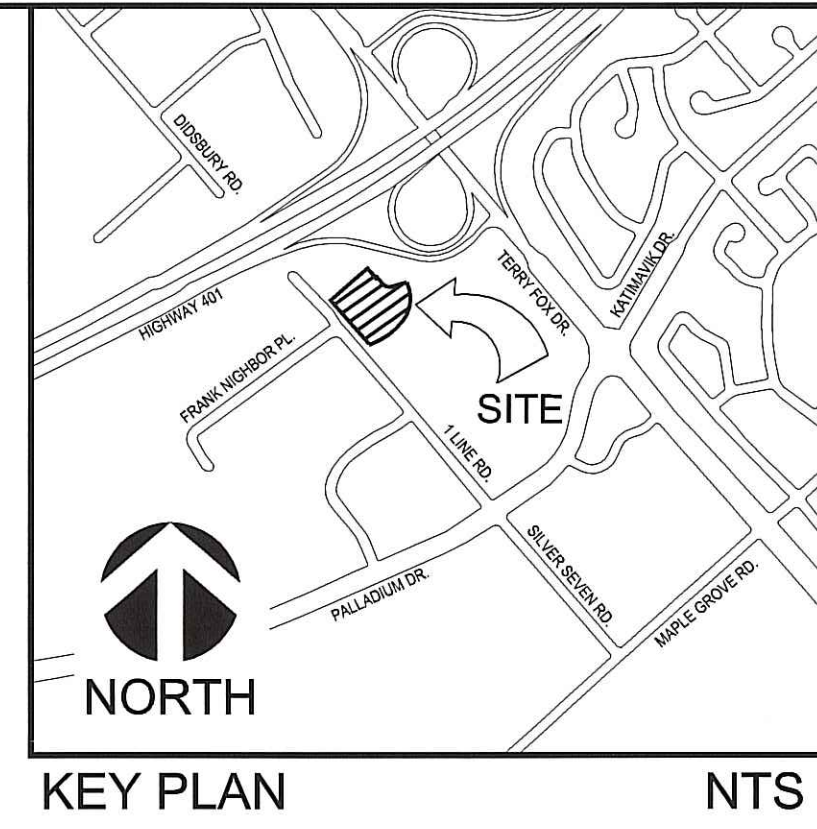 DIDSBURY RD.
HIGHWAY 401
TERRY FOX DR.
KATIMAVIK DR.
FRANK NIGHBOR PL.
SITE
1 LINE RD.
SILVER SEVEN RD.
PALLADIUM DR.
MAPLE GROVE RD.
NORTH
KEY PLAN NTS